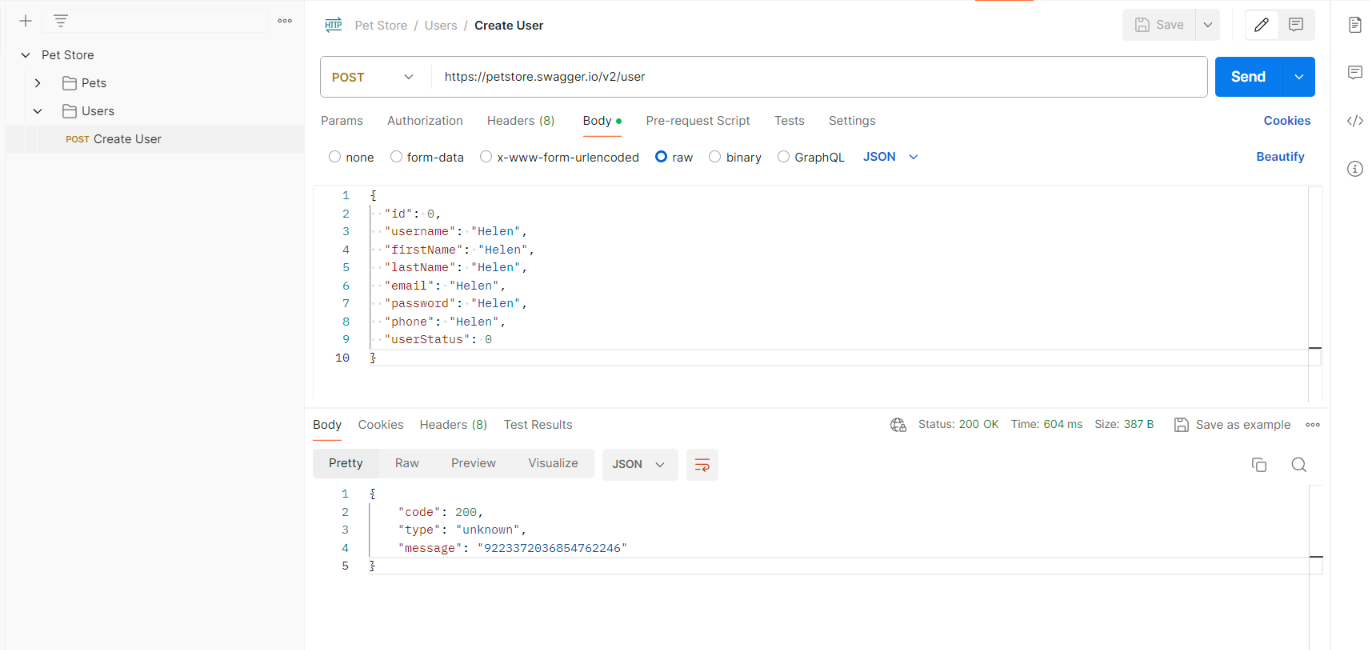 Pet Store / Users / Create User
Save
Pet Store
Pets
Users
POST Create User
POST https://petstore.swagger.io/v2/user
Send
Params Authorization Headers (8) Body Pre-request Script Tests Settings Cookies
none form-data x-www-form-urlencoded raw binary GraphQL JSON Beautify
1 {
2 "id": 0,
3 "username": "Helen",
4 "firstName": "Helen",
5 "lastName": "Helen",
6 "email": "Helen",
7 "password": "Helen",
8 "phone": "Helen",
9 "userStatus": 0
10 }
Body Cookies Headers (8) Test Results Status: 200 OK Time: 604 ms Size: 387 B Save as example
Pretty Raw Preview Visualize JSON
1 {
2 "code": 200,
3 "type": "unknown",
4 "message": "9223372036854762246"
5 }